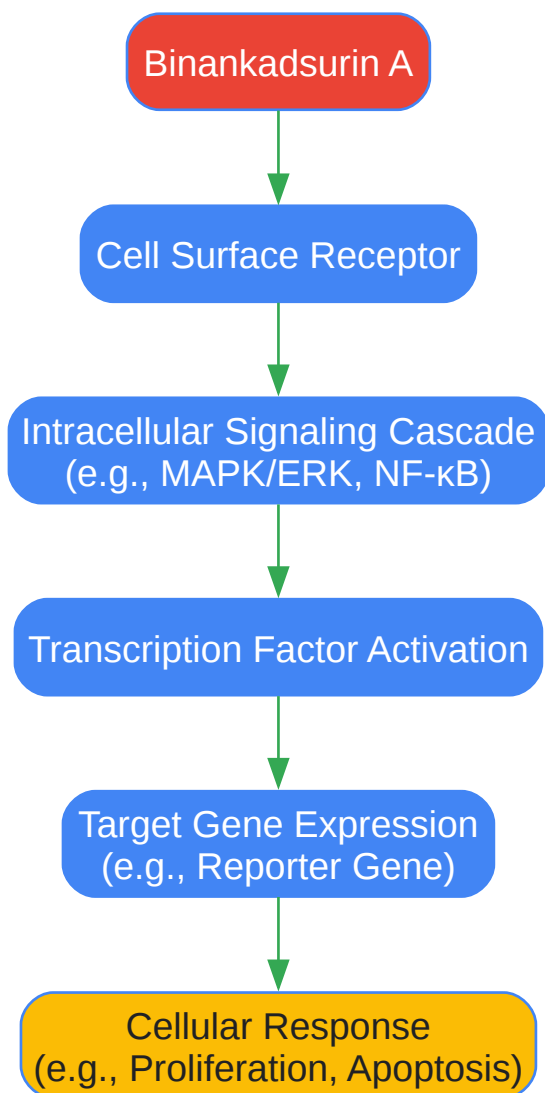 Binankadsurin A
Cell Surface Receptor
Intracellular Signaling Cascade
(e.g., MAPK/ERK, NF-κB)
Transcription Factor Activation
Target Gene Expression
(e.g., Reporter Gene)
Cellular Response
(e.g., Proliferation, Apoptosis)